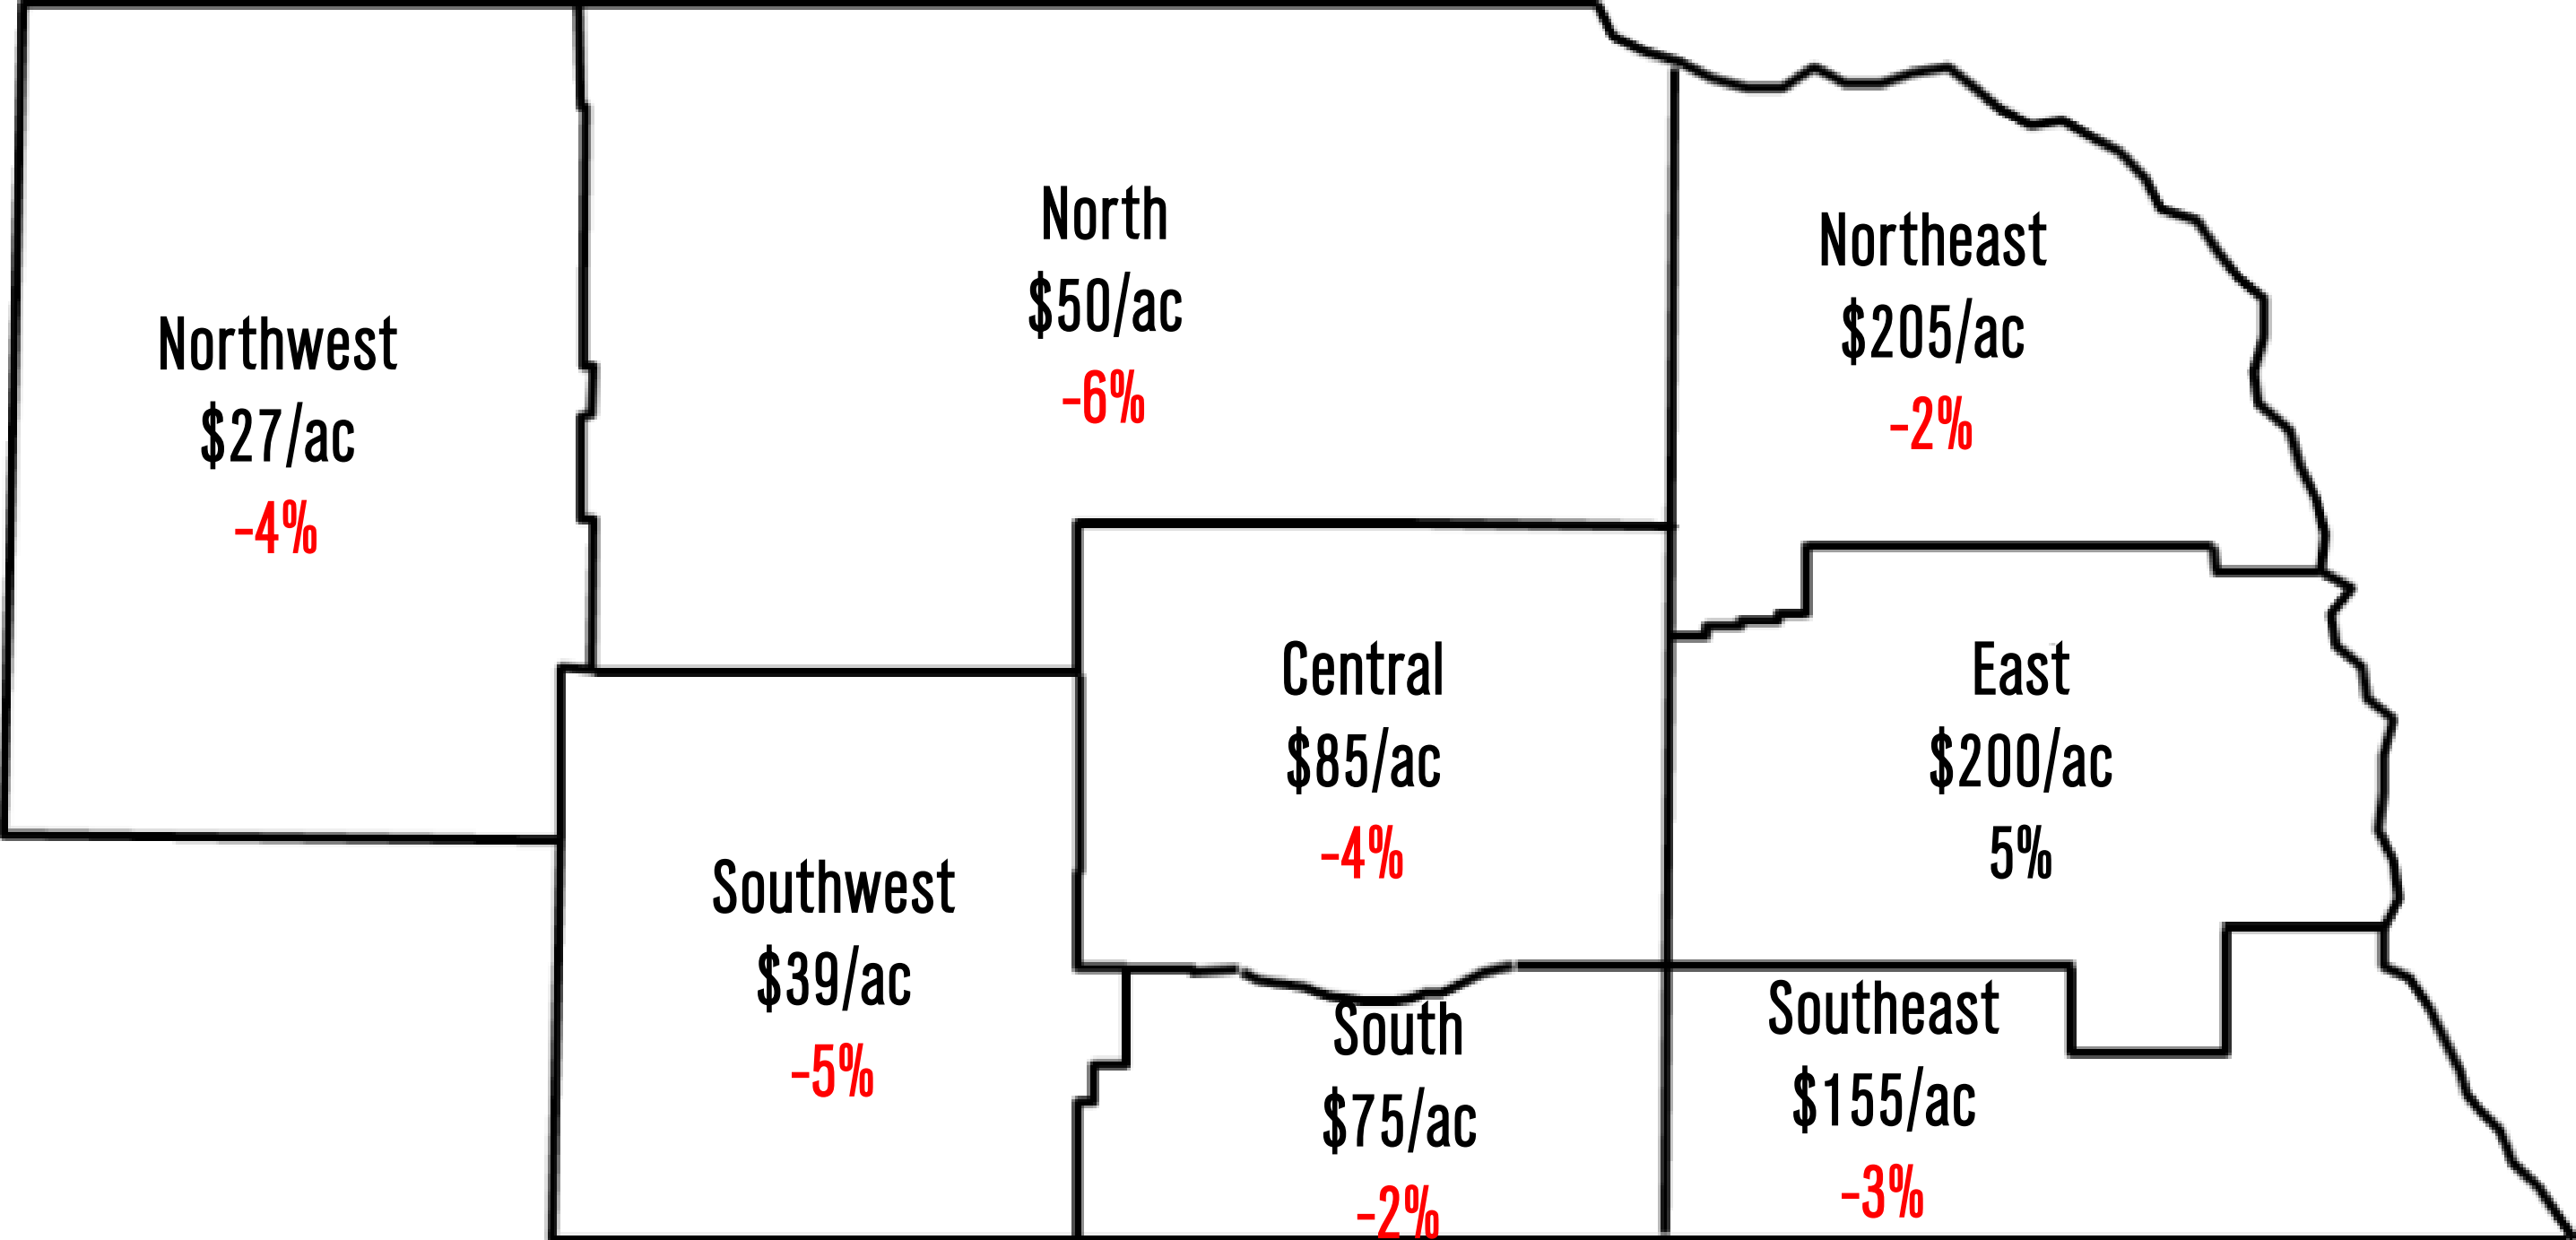 Northwest
$27/ac
-4%
North
$50/ac
-6%
Northeast
$205/ac
-2%
Southwest
$39/ac
-5%
Central
$85/ac
-4%
East
$200/ac
5%
South
$75/ac
-2%
Southeast
$155/ac
-3%